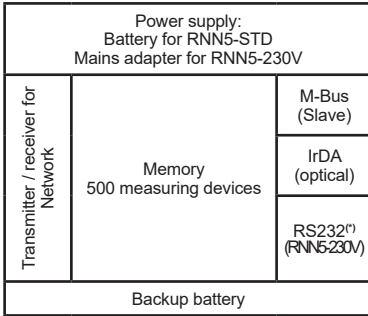 Power supply:
Battery for RNN5-STD
Mains adapter for RNN5-230V
Transmitter / receiver for
Network
Memory
500 measuring devices
M-Bus
(Slave)
IrDA
(optical)
RS232(*)
(RNN5-230V)
Backup battery